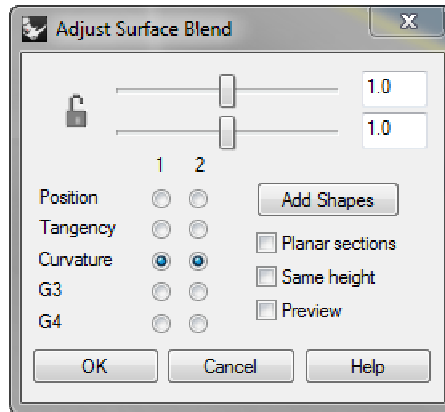 Adjust Surface Blend
1.0
1.0
1 2
Position
Add Shapes
Tangency
Planar sections
Curvature
Same height
G3
Preview
G4
OK Cancel Help